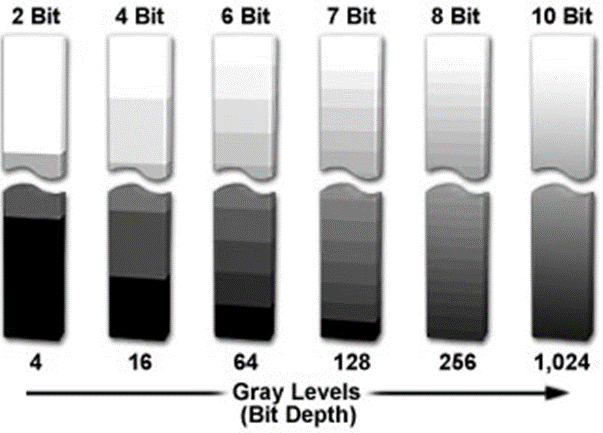 2 Bit 4 Bit 6 Bit 7 Bit 8 Bit 10 Bit
4 16 64 128 256 1,024
Gray Levels
(Bit Depth)